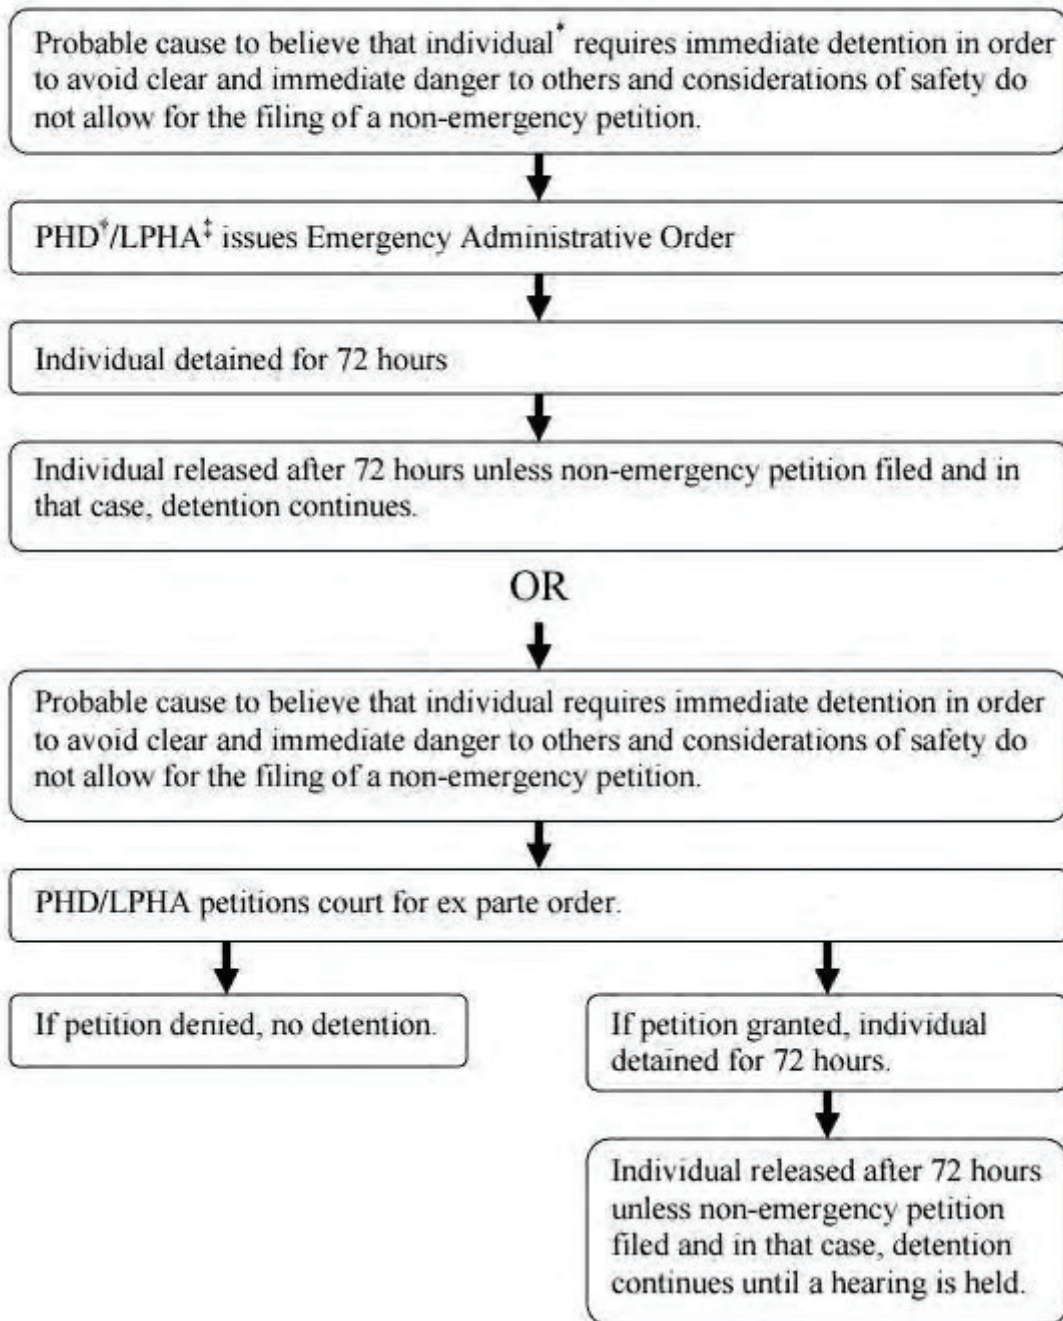 Probable cause to believe that individual* requires immediate detention in order
to avoid clear and immediate danger to others and considerations of safety do
not allow for the filing of a non-emergency petition.
PHD†/LPHA‡ issues Emergency Administrative Order
Individual detained for 72 hours
Individual released after 72 hours unless non-emergency petition filed and in
that case, detention continues.
OR
Probable cause to believe that individual requires immediate detention in order
to avoid clear and immediate danger to others and considerations of safety do
not allow for the filing of a non-emergency petition.
PHD/LPHA petitions court for ex parte order.
If petition denied, no detention.
If petition granted, individual
detained for 72 hours.
Individual released after 72 hours
unless non-emergency petition
filed and in that case, detention
continues until a hearing is held.